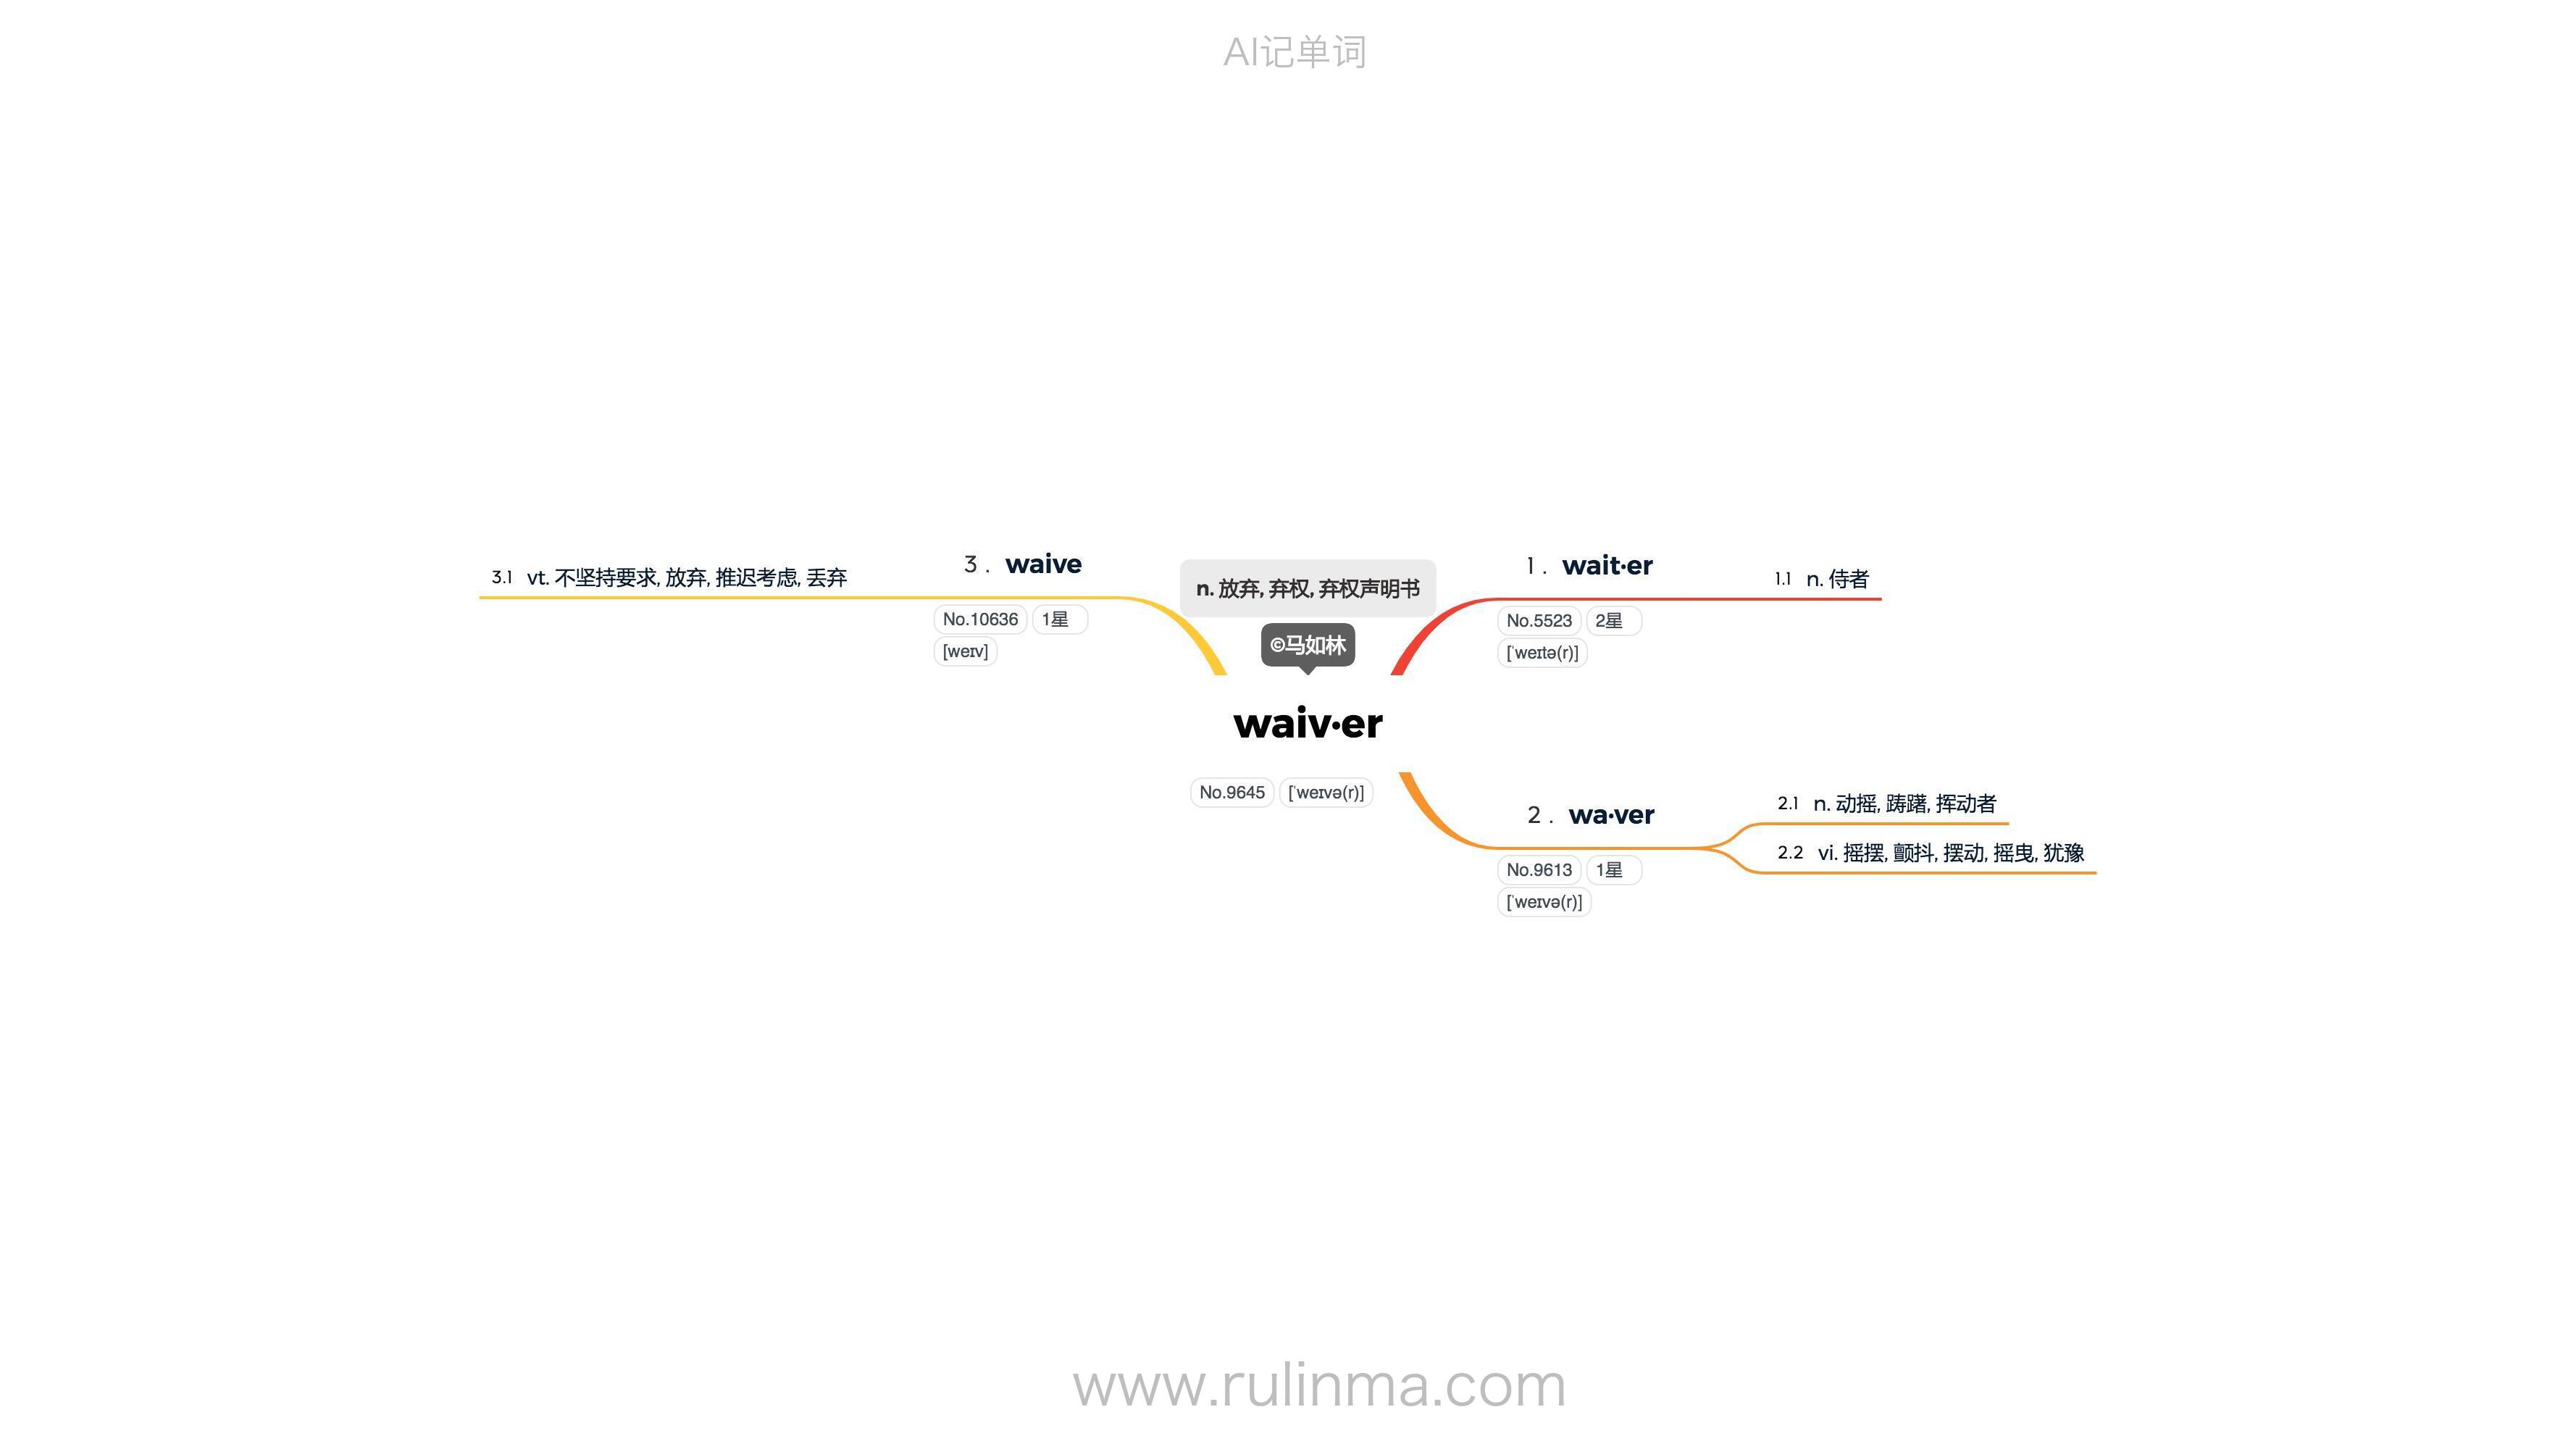 AI记单词
n. 放弃, 弃权, 弃权声明书
©马如林
waiv·er
No.9645 [ˈweɪvə(r)]
1 . wait·er
No.5523 2星
[ˈweɪtə(r)]
1.1 n. 侍者
2 . wa·ver
No.9613 1星
[ˈweɪvə(r)]
2.1 n. 动摇, 踌躇, 挥动者
2.2 vi. 摇摆, 颤抖, 摆动, 摇曳, 犹豫
3 . waive
No.10636 1星
[weɪv]
3.1 vt. 不坚持要求, 放弃, 推迟考虑, 丢弃
www.rulinma.com